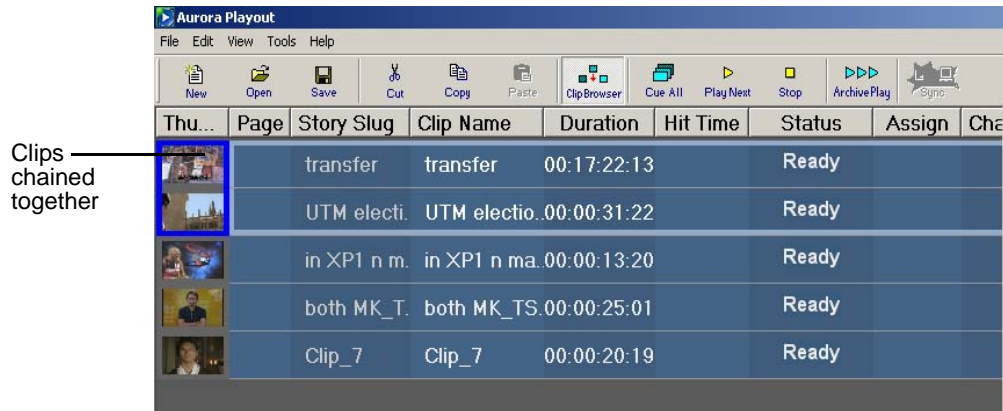 Aurora Playout
File Edit View Tools Help
New Open Save Cut Copy Paste ClipBrowser Cue All Play Next Stop ArchivePlay Sync
Thu... Page Story Slug Clip Name Duration Hit Time Status Assign Cha
Clips
chained
together
transfer transfer 00:17:22:13 Ready
UTM electi. UTM electio..00:00:31:22 Ready
in XP1 n m. in XP1 n ma..00:00:13:20 Ready
both MK_T. both MK_TS.00:00:25:01 Ready
Clip_7 Clip_7 00:00:20:19 Ready